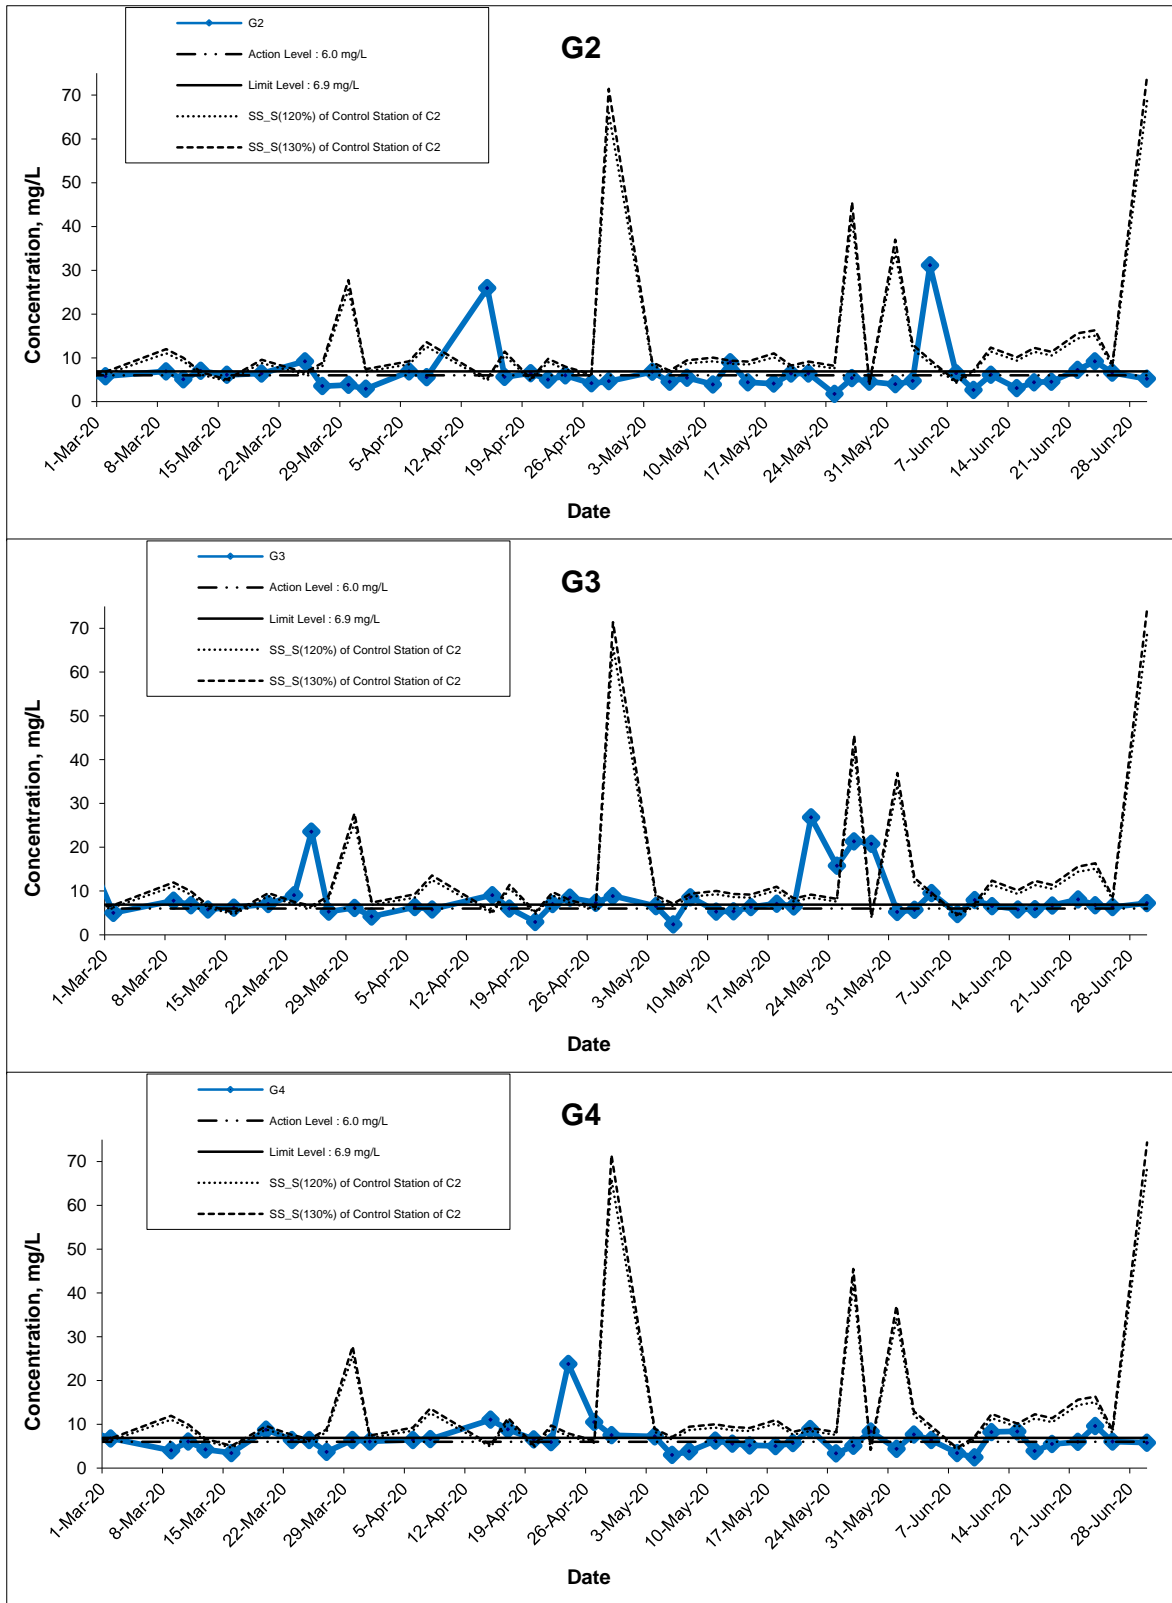 G2
Action Level : 6.0 mg/L
Limit Level : 6.9 mg/L
SS_S(120%) of Control Station of C2
SS_S(130%) of Control Station of C2
G2
Concentration, mg/L
70
60
50
40
30
20
10
0
1-Mar-20
8-Mar-20
15-Mar-20
22-Mar-20
29-Mar-20
5-Apr-20
12-Apr-20
19-Apr-20
26-Apr-20
3-May-20
10-May-20
17-May-20
24-May-20
31-May-20
7-Jun-20
14-Jun-20
21-Jun-20
28-Jun-20
Date
G3
Action Level : 6.0 mg/L
Limit Level : 6.9 mg/L
SS_S(120%) of Control Station of C2
SS_S(130%) of Control Station of C2
G3
Concentration, mg/L
70
60
50
40
30
20
10
0
1-Mar-20
8-Mar-20
15-Mar-20
22-Mar-20
29-Mar-20
5-Apr-20
12-Apr-20
19-Apr-20
26-Apr-20
3-May-20
10-May-20
17-May-20
24-May-20
31-May-20
7-Jun-20
14-Jun-20
21-Jun-20
28-Jun-20
Date
G4
Action Level : 6.0 mg/L
Limit Level : 6.9 mg/L
SS_S(120%) of Control Station of C2
SS_S(130%) of Control Station of C2
G4
Concentration, mg/L
70
60
50
40
30
20
10
0
1-Mar-20
8-Mar-20
15-Mar-20
22-Mar-20
29-Mar-20
5-Apr-20
12-Apr-20
19-Apr-20
26-Apr-20
3-May-20
10-May-20
17-May-20
24-May-20
31-May-20
7-Jun-20
14-Jun-20
21-Jun-20
28-Jun-20
Date